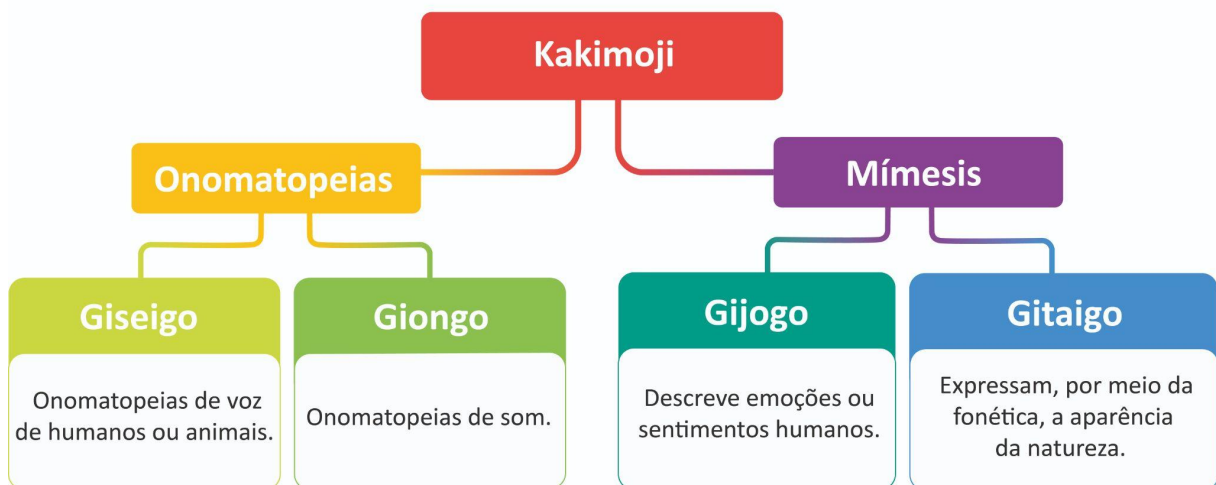 Kakimoji
Onomatopeias
Mímesis
Giseigo
Onomatopeias de voz
de humanos ou animais.
Giongo
Onomatopeias de som.
Gijogo
Descreve emoções ou
sentimentos humanos.
Gitaigo
Expressam, por meio da
fonética, a aparência
da natureza.